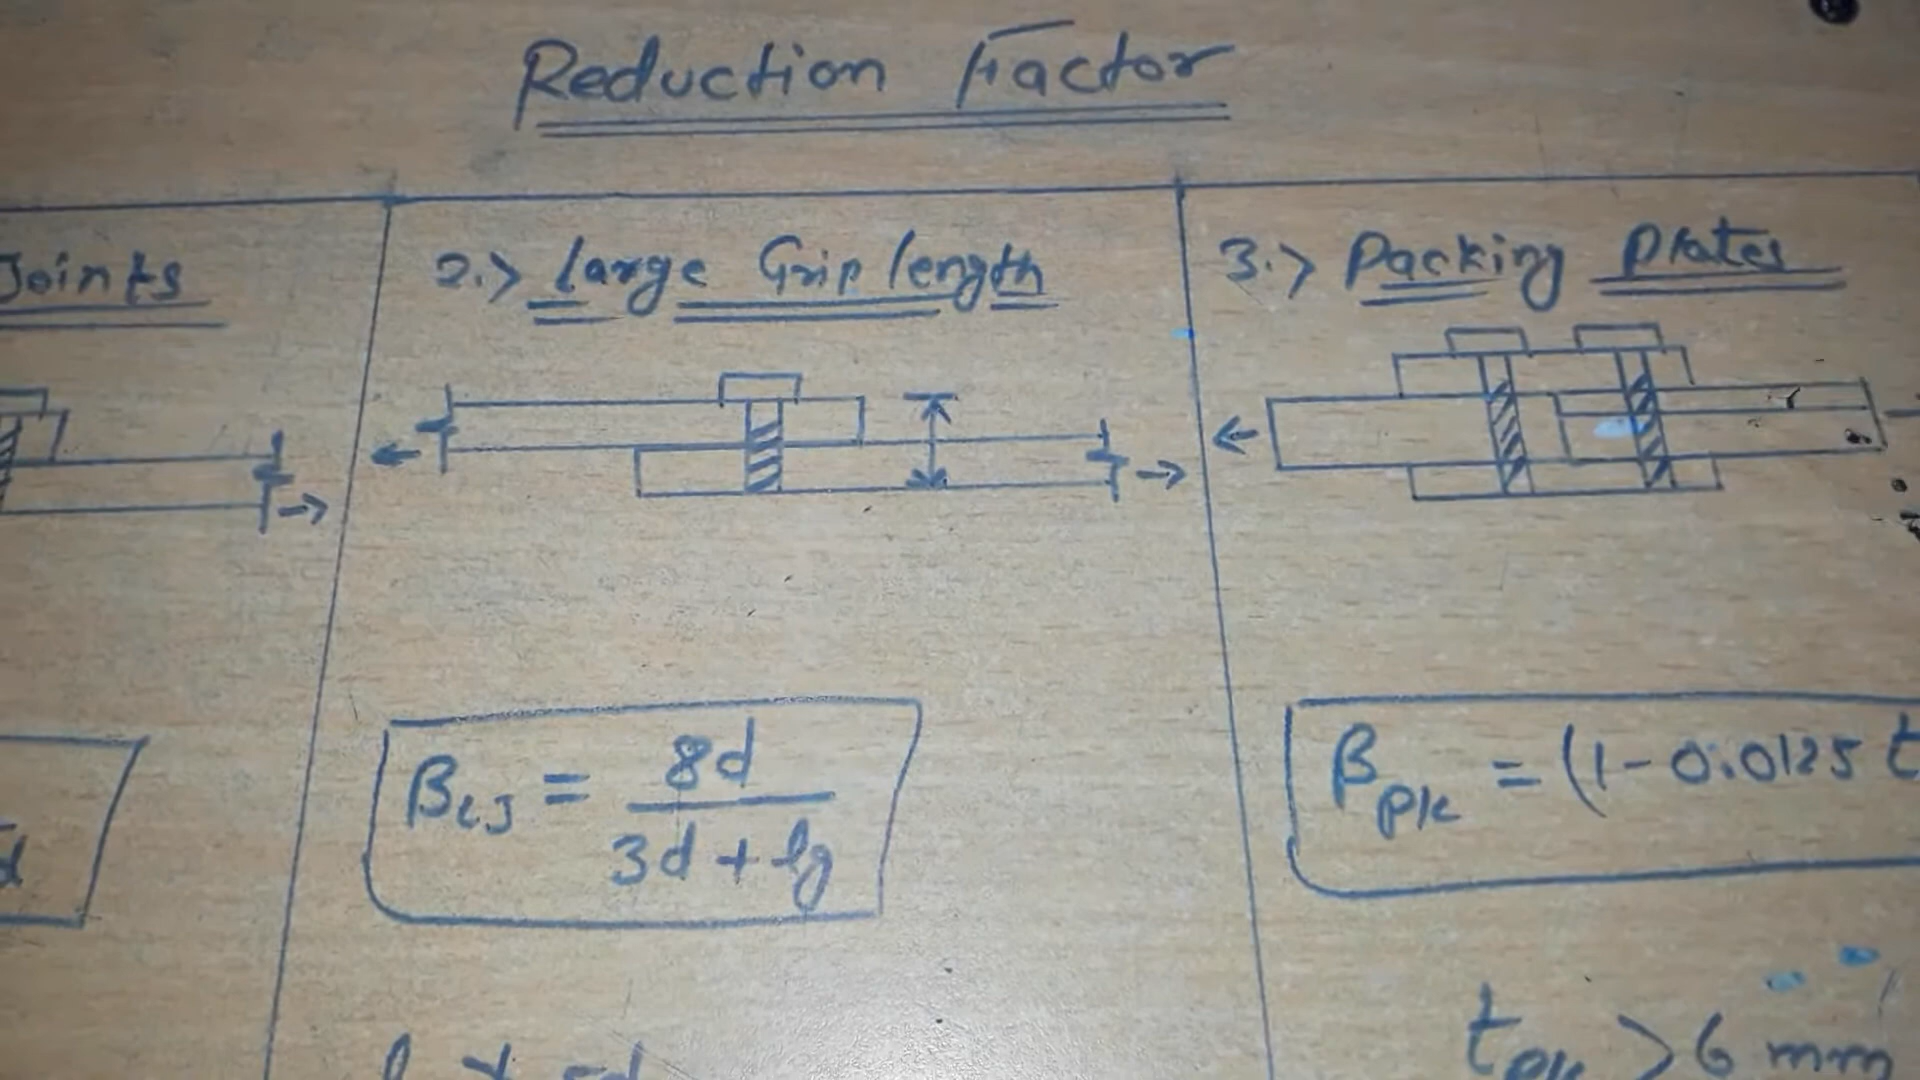 Reduction Factor
Joints
2.> Large Grip length
3.> Packing Plates
d
β_LJ = 8d / 3d + lg
β_pk = (1 - 0.0125 t
t_pk > 6 mm